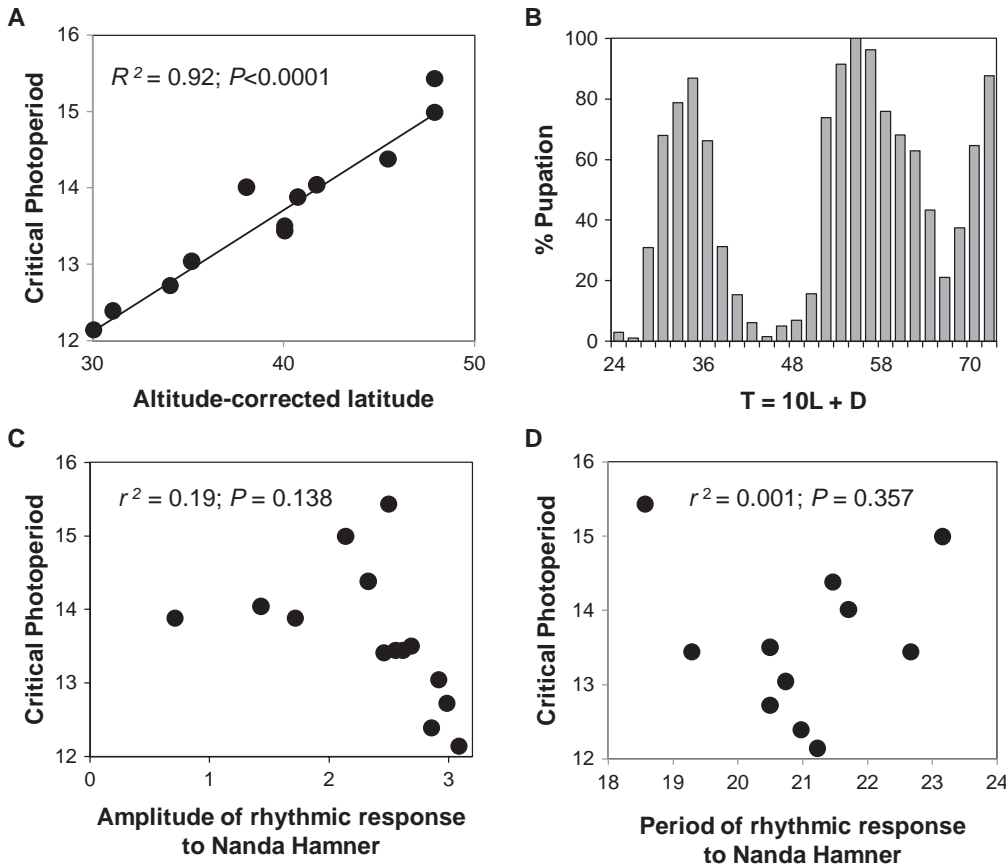 A
16
15
14
13
12
30
40
50
R² = 0.92; P<0.0001
Critical Photoperiod
Altitude-corrected latitude
B
100
80
60
40
20
0
24
36
48
58
70
% Pupation
T = 10L + D
C
16
15
14
13
12
0
1
2
3
r² = 0.19; P = 0.138
Critical Photoperiod
Amplitude of rhythmic response
to Nanda Hamner
D
16
15
14
13
12
18
19
20
21
22
23
24
r² = 0.001; P = 0.357
Critical Photoperiod
Period of rhythmic response
to Nanda Hamner